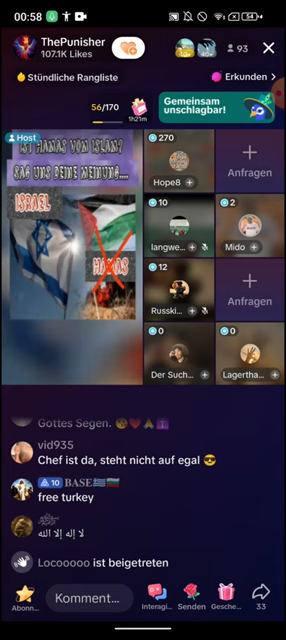 00:58
54
ThePunisher
107.1K Likes
93
Stündliche Rangliste
Erkunden >
56/170
1h21m
Gemeinsam
unschlagbar!
Host
IST HAMAS VON ISLAM?
SAG UNS DEINE MEINUNG...
ISRAEL
HAMAS
270
Hope8
Anfragen
10
langwe...
2
Mido
12
Russki...
Anfragen
0
Der Such...
0
Lagertha...
Gottes Segen.
vid935
Chef ist da, steht nicht auf egal 😎
10 BASE
free turkey
لا إله إلا الله
Locooooo ist beigetreten
Abonn...
Komment...
Interagi...
Senden
Gesche...
33